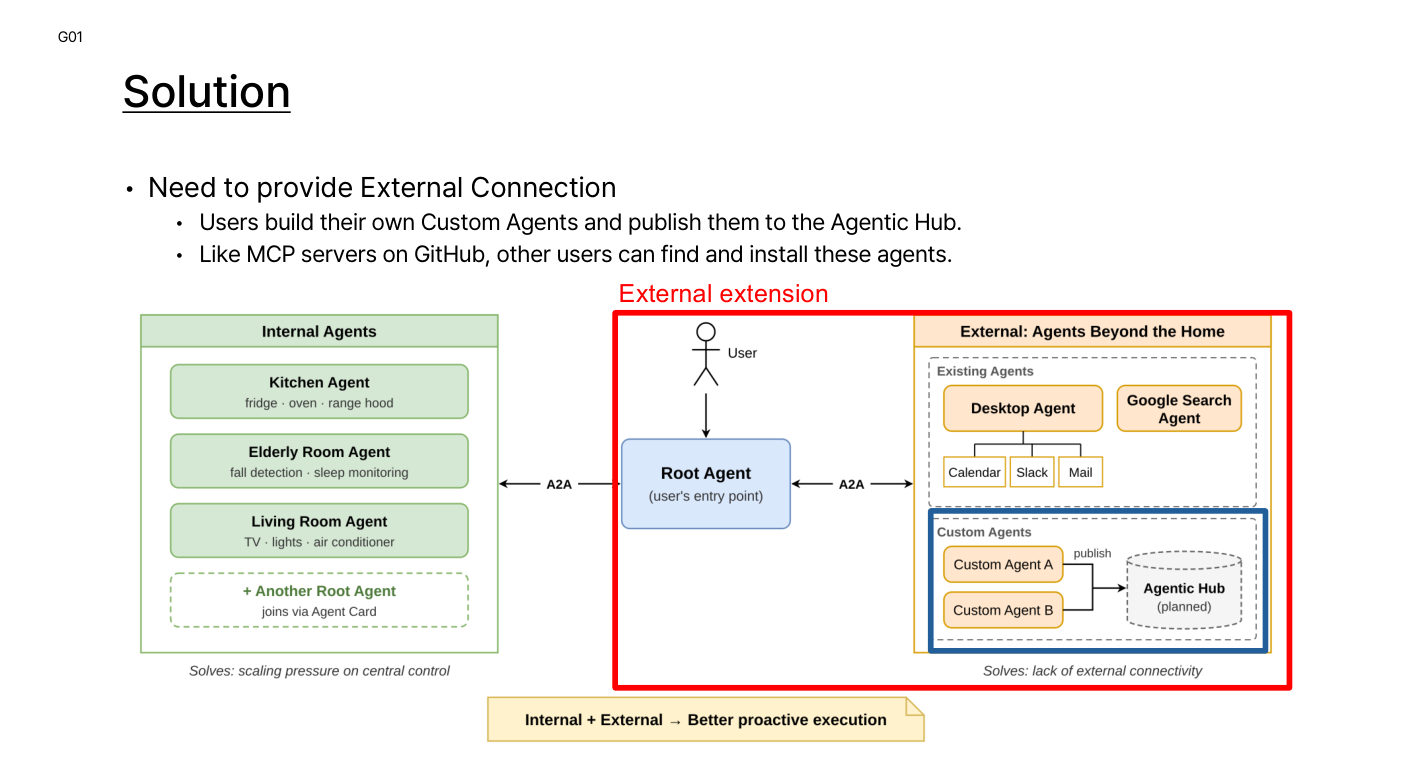 G01
Solution
• Need to provide External Connection
• Users build their own Custom Agents and publish them to the Agentic Hub.
• Like MCP servers on GitHub, other users can find and install these agents.
External extension
Internal Agents
Kitchen Agent
fridge · oven · range hood
Elderly Room Agent
fall detection · sleep monitoring
Living Room Agent
TV · lights · air conditioner
+ Another Root Agent
joins via Agent Card
Solves: scaling pressure on central control
A2A
User
Root Agent
(user's entry point)
A2A
External: Agents Beyond the Home
Existing Agents
Desktop Agent
Google Search
Agent
Calendar
Slack
Mail
Custom Agents
Custom Agent A
publish
Custom Agent B
Agentic Hub
(planned)
Solves: lack of external connectivity
Internal + External → Better proactive execution